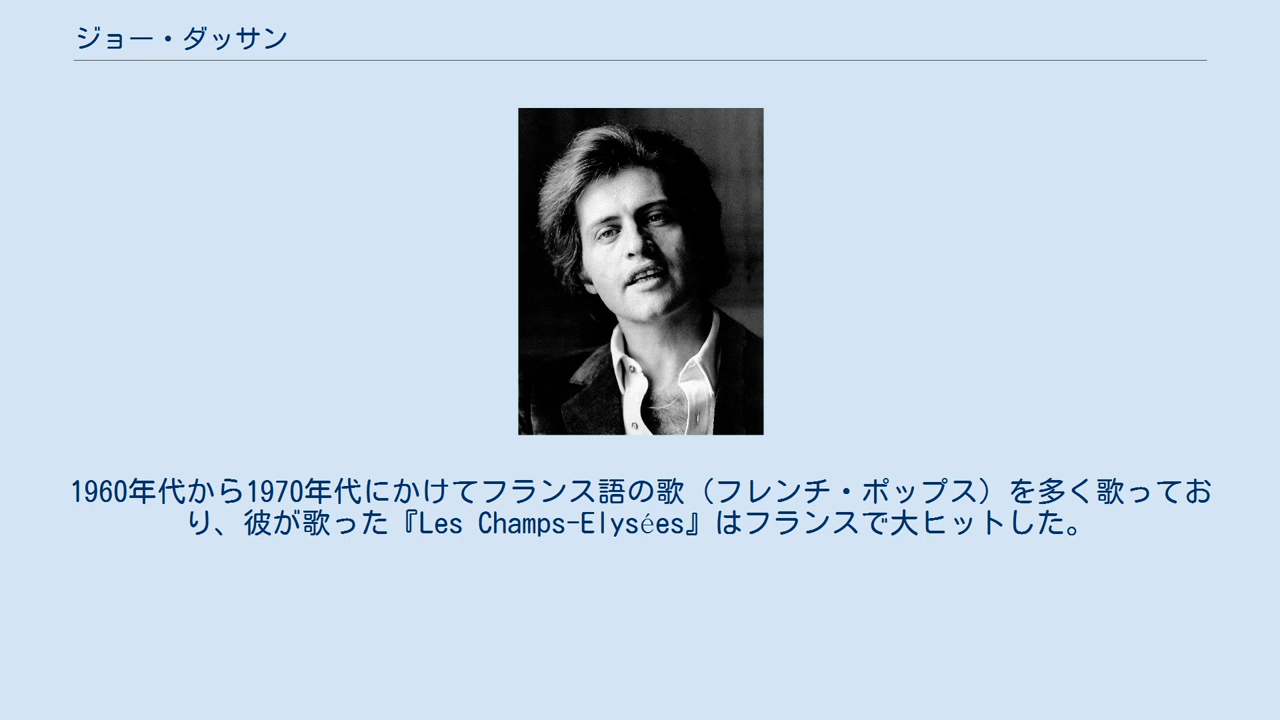 ジョー・ダッサン
1960年代から1970年代にかけてフランス語の歌（フレンチ・ポップス）を多く歌ってお
り、彼が歌った『Les Champs-Elysées』はフランスで大ヒットした。